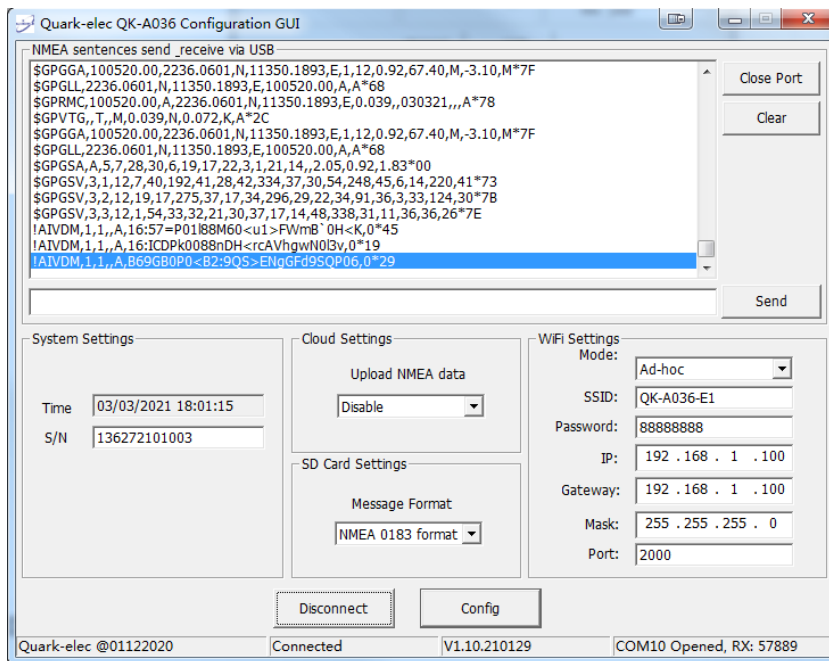 Quark-elec QK-A036 Configuration GUI
NMEA sentences send _receive via USB
$GPGGA,100520.00,2236.0601,N,11350.1893,E,1,12,0.92,67.40,M,-3.10,M*7F
$GPGLL,2236.0601,N,11350.1893,E,100520.00,A,A*68
$GPRMC,100520.00,A,2236.0601,N,11350.1893,E,0.039,,030321,,,A*78
$GPVTG,,T,,M,0.039,N,0.072,K,A*2C
$GPGGA,100520.00,2236.0601,N,11350.1893,E,1,12,0.92,67.40,M,-3.10,M*7F
$GPGLL,2236.0601,N,11350.1893,E,100520.00,A,A*68
$GPGSA,A,5,7,28,30,6,19,17,22,3,1,21,14,,2.05,0.92,1.83*00
$GPGSV,3,1,12,7,40,192,41,28,42,334,37,30,54,248,45,6,14,220,41*73
$GPGSV,3,2,12,19,17,275,37,17,34,296,29,22,34,91,36,3,33,124,30*7B
$GPGSV,3,3,12,1,54,33,32,21,30,37,17,14,48,338,31,11,36,36,26*7E
!AIVDM,1,1,,A,16:57=P01l88M60<u1>FWmB`0H<K,0*45
!AIVDM,1,1,,A,16:ICDPk0088nDH<rcAVhgwN0l3v,0*19
!AIVDM,1,1,,A,B69GB0P0<B2:9QS>ENgGFd9SQP06,0*29
Close Port
Clear
Send
System Settings
Time 03/03/2021 18:01:15
S/N 136272101003
Cloud Settings
Upload NMEA data
Disable
SD Card Settings
Message Format
NMEA 0183 format
WiFi Settings
Mode: Ad-hoc
SSID: QK-A036-E1
Password: 88888888
IP: 192 . 168 . 1 . 100
Gateway: 192 . 168 . 1 . 100
Mask: 255 . 255 . 255 . 0
Port: 2000
Disconnect
Config
Quark-elec @01122020
Connected
V1.10.210129
COM10 Opened, RX: 57889